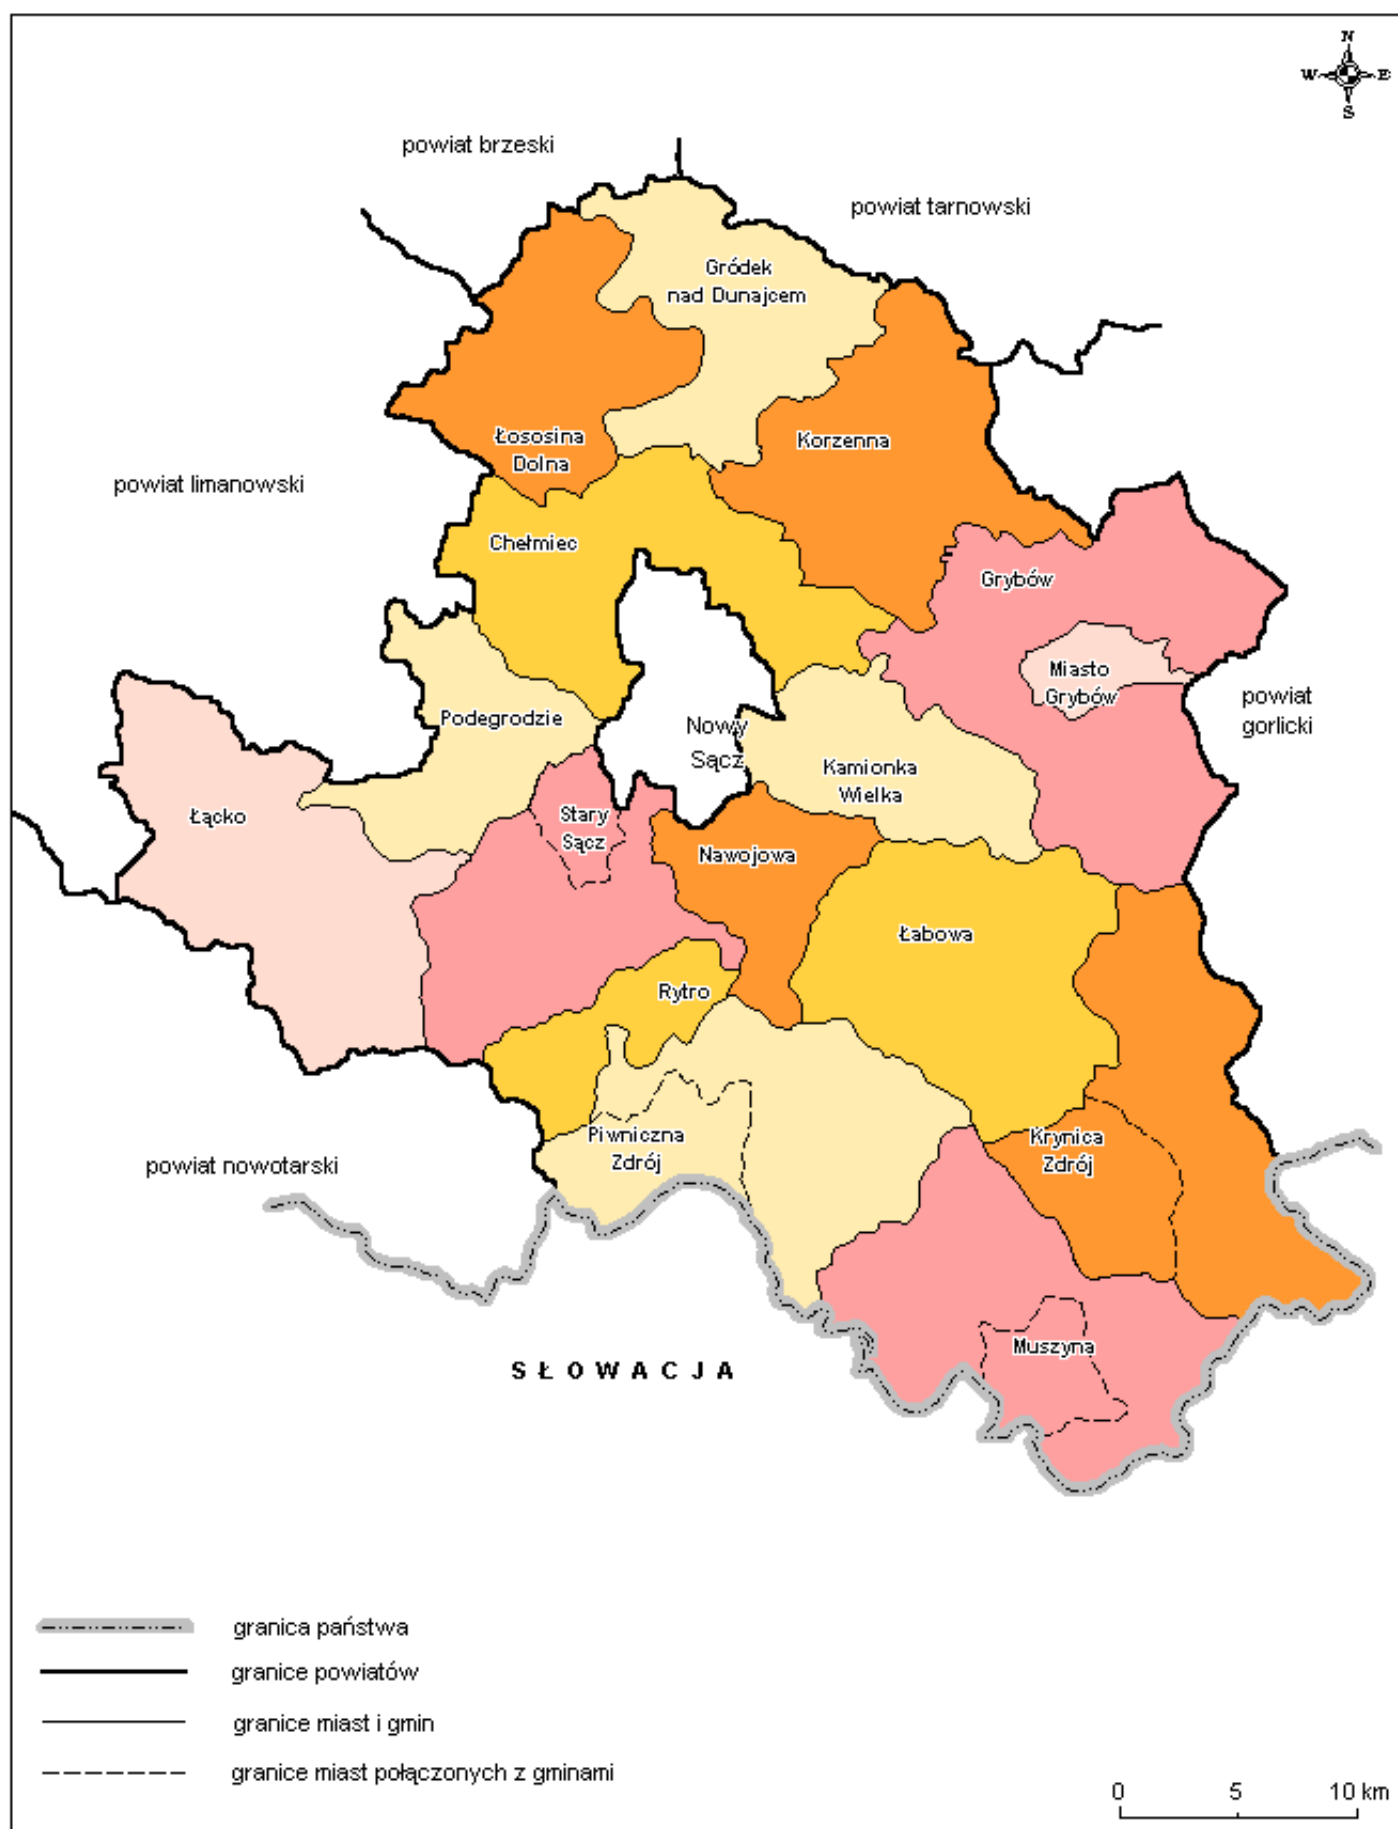 N
W E
S
powiat brzeski
powiat tarnowski
Gródek
nad Dunajcem
Łososina
Dolna
Korzenna
powiat limanowski
Chełmiec
Grybów
Miasto
Grybów
powiat
gorlicki
Podegrodzie
Nowy
Sącz
Kamionka
Wielka
Łącko
Stary
Sącz
Nawojowa
Łabowa
Rytro
Piwniczna
Zdrój
Krynica
Zdrój
powiat nowotarski
Muszyna
SŁOWACJA
granica państwa
granice powiatów
granice miast i gmin
granice miast połączonych z gminami
0 5 10 km